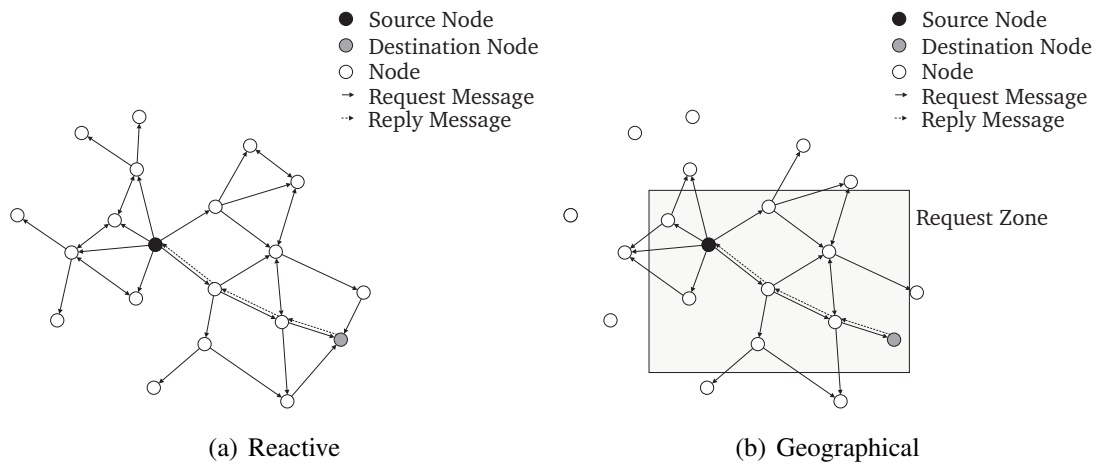 Source Node
Destination Node
Node
Request Message
Reply Message
(a) Reactive
Source Node
Destination Node
Node
Request Message
Reply Message
Request Zone
(b) Geographical